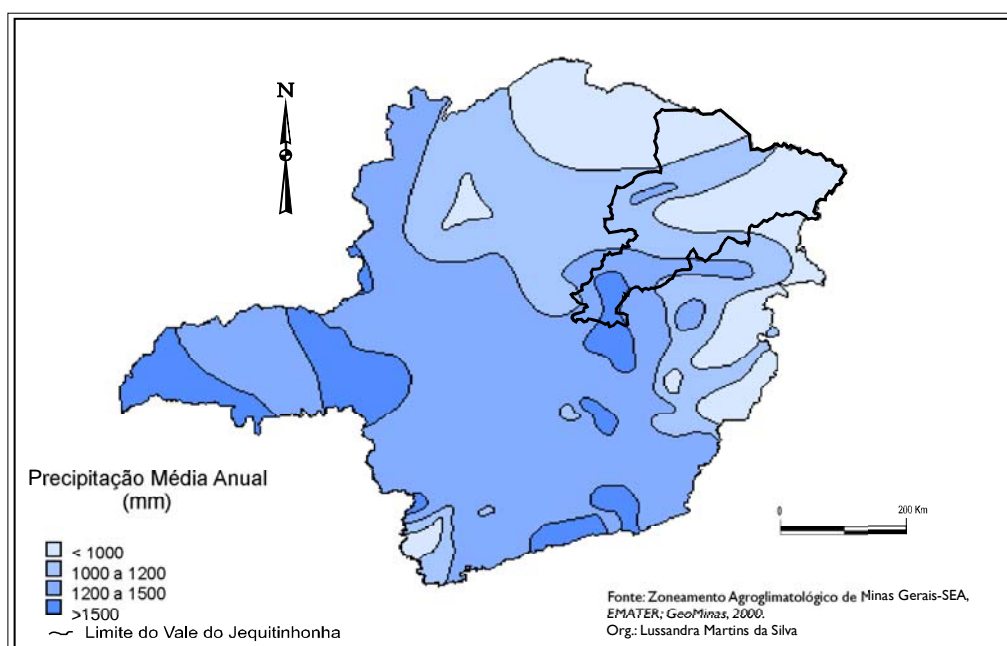 N
Precipitação Média Anual
(mm)
< 1000
1000 a 1200
1200 a 1500
>1500
Limite do Vale do Jequitinhonha
0
200 Km
Fonte: Zoneamento Agroglimatológico de Minas Gerais-SEA,
EMATER; GeoMinas, 2000.
Org.: Lussandra Martins da Silva